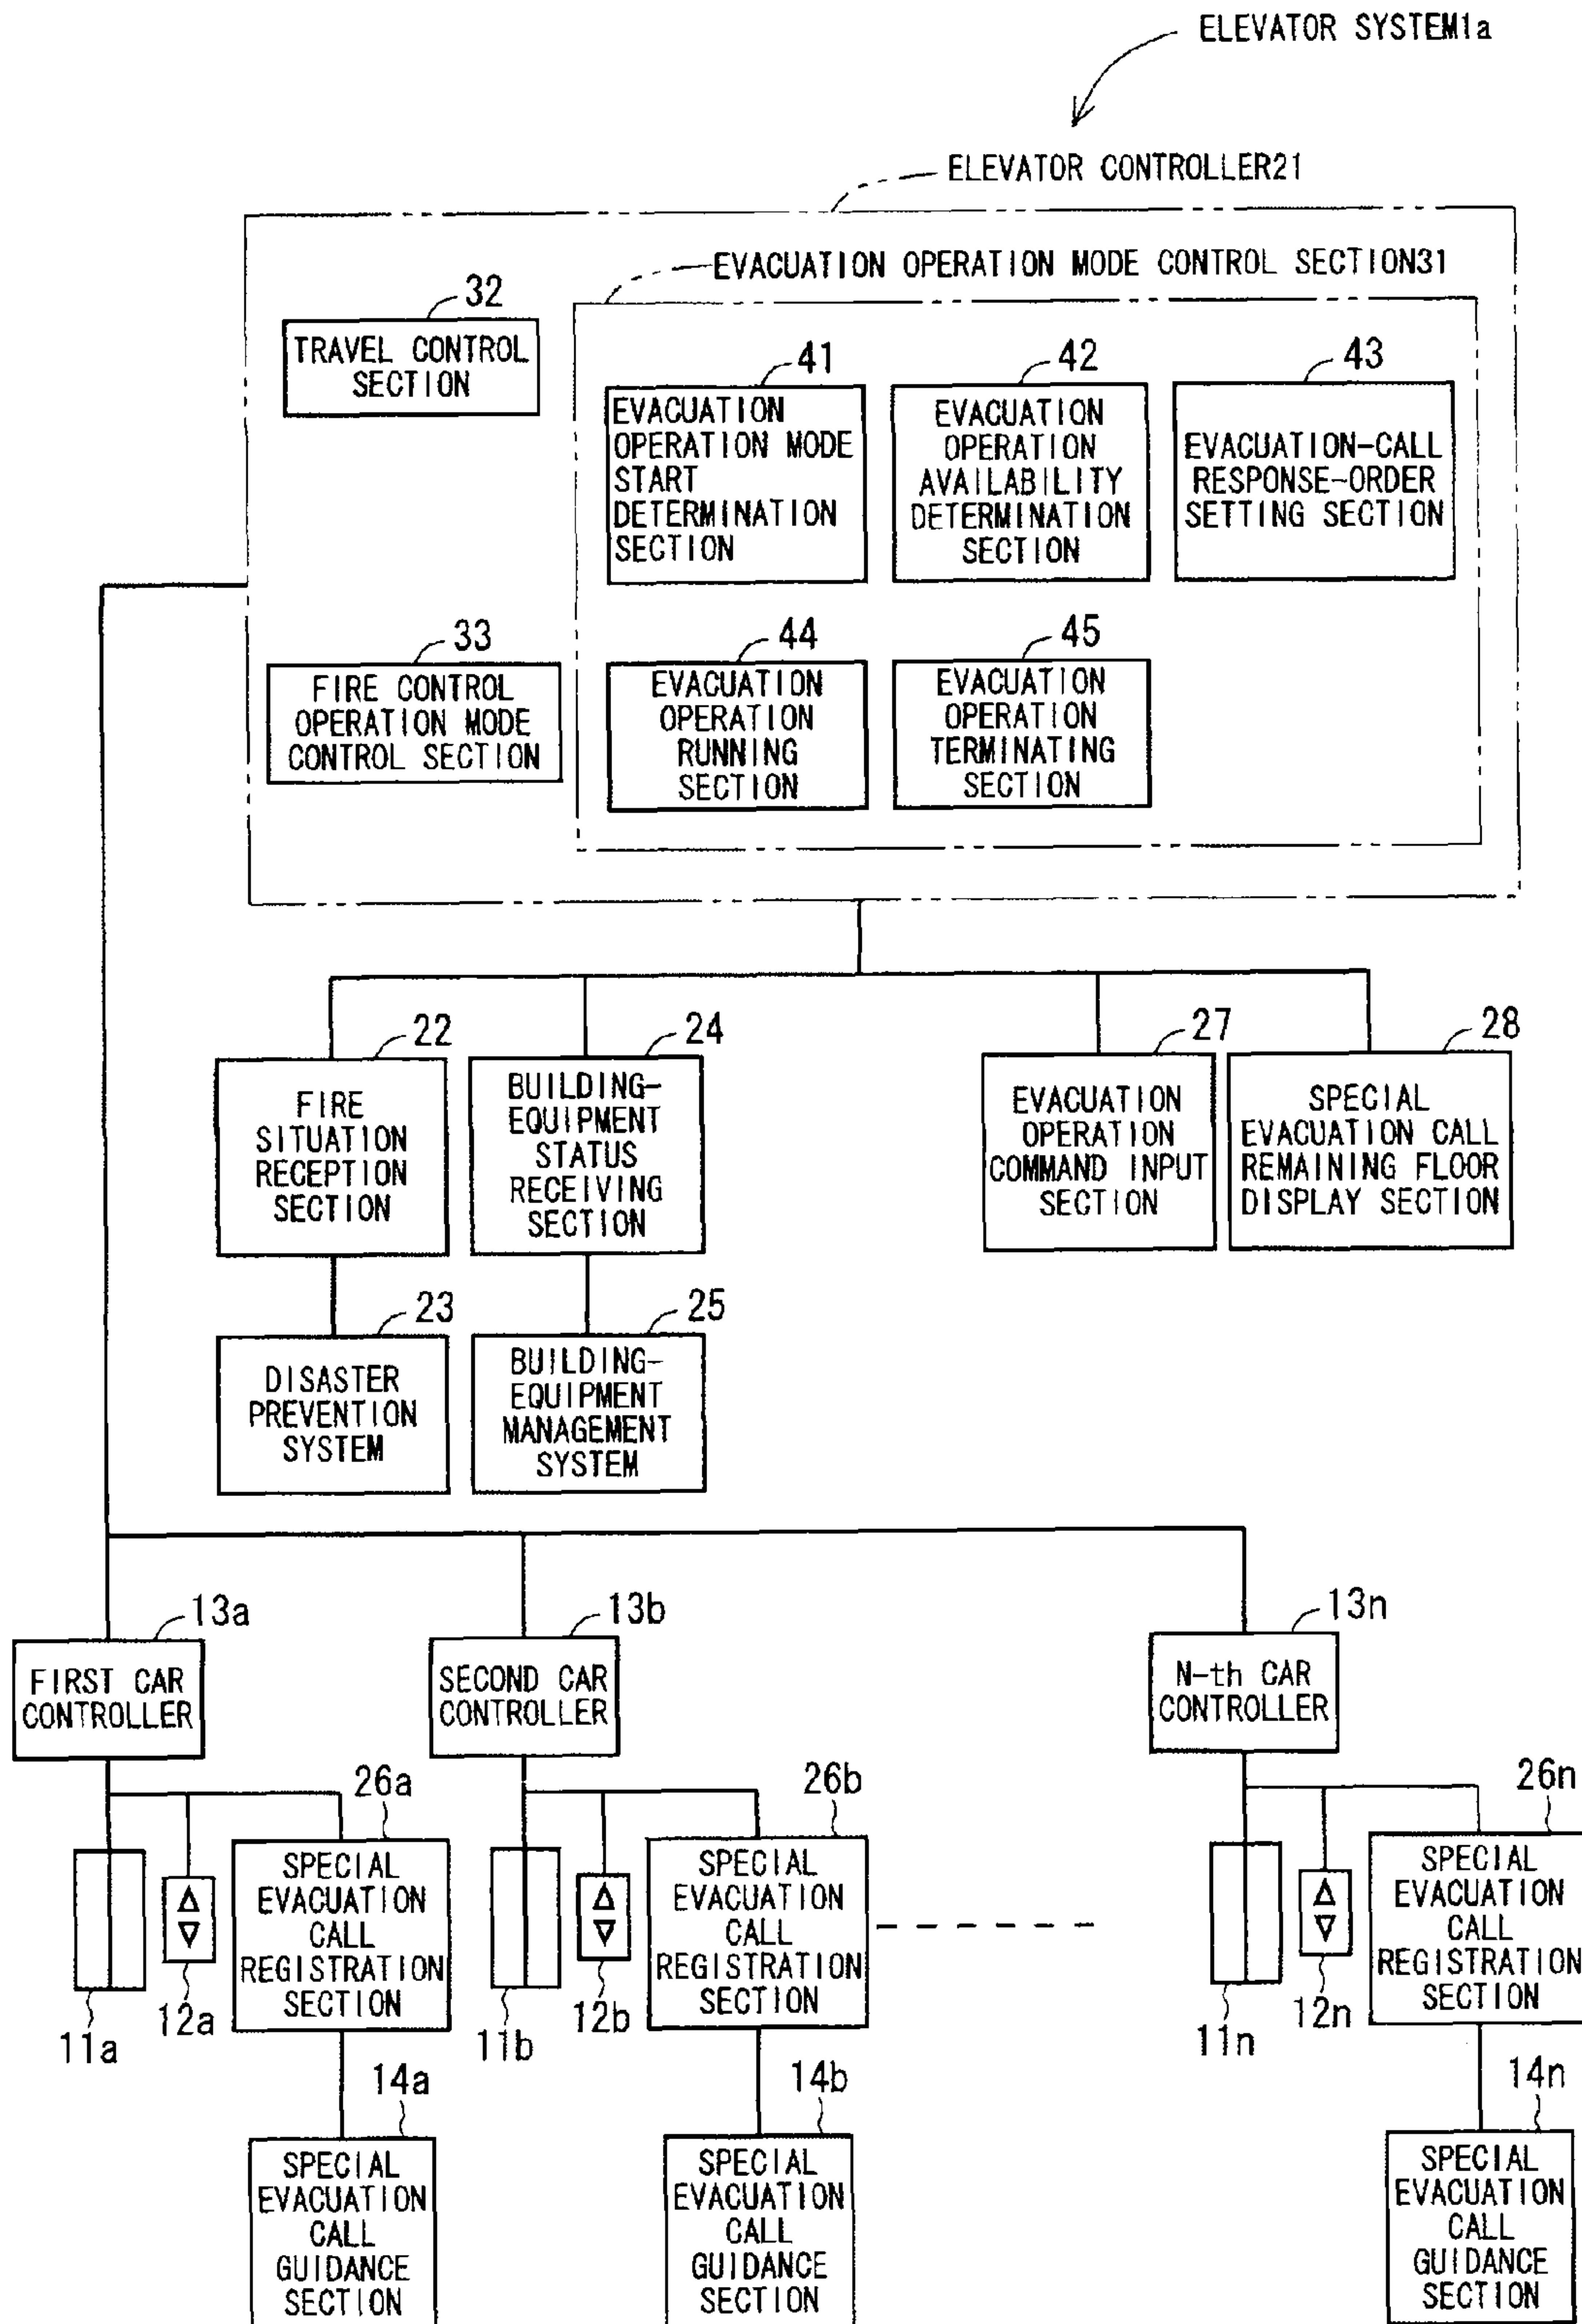 ELEVATOR SYSTEM1a
ELEVATOR CONTROLLER21
EVACUATION OPERATION MODE CONTROL SECTION31
32
TRAVEL CONTROL
SECTION
41
EVACUATION
OPERATION MODE
START
DETERMINATION
SECTION
42
EVACUATION
OPERATION
AVAILABILITY
DETERMINATION
SECTION
43
EVACUATION-CALL
RESPONSE-ORDER
SETTING SECTION
33
FIRE CONTROL
OPERATION MODE
CONTROL SECTION
44
EVACUATION
OPERATION
RUNNING
SECTION
45
EVACUATION
OPERATION
TERMINATING
SECTION
22
FIRE
SITUATION
RECEPTION
SECTION
24
BUILDING-
EQUIPMENT
STATUS
RECEIVING
SECTION
27
EVACUATION
OPERATION
COMMAND INPUT
SECTION
28
SPECIAL
EVACUATION CALL
REMAINING FLOOR
DISPLAY SECTION
23
DISASTER
PREVENTION
SYSTEM
25
BUILDING-
EQUIPMENT
MANAGEMENT
SYSTEM
13a
FIRST CAR
CONTROLLER
13b
SECOND CAR
CONTROLLER
13n
N-th CAR
CONTROLLER
26a
SPECIAL
EVACUATION
CALL
REGISTRATION
SECTION
11a
12a
26b
SPECIAL
EVACUATION
CALL
REGISTRATION
SECTION
11b
12b
26n
SPECIAL
EVACUATION
CALL
REGISTRATION
SECTION
11n
12n
14a
SPECIAL
EVACUATION
CALL
GUIDANCE
SECTION
14b
SPECIAL
EVACUATION
CALL
GUIDANCE
SECTION
14n
SPECIAL
EVACUATION
CALL
GUIDANCE
SECTION